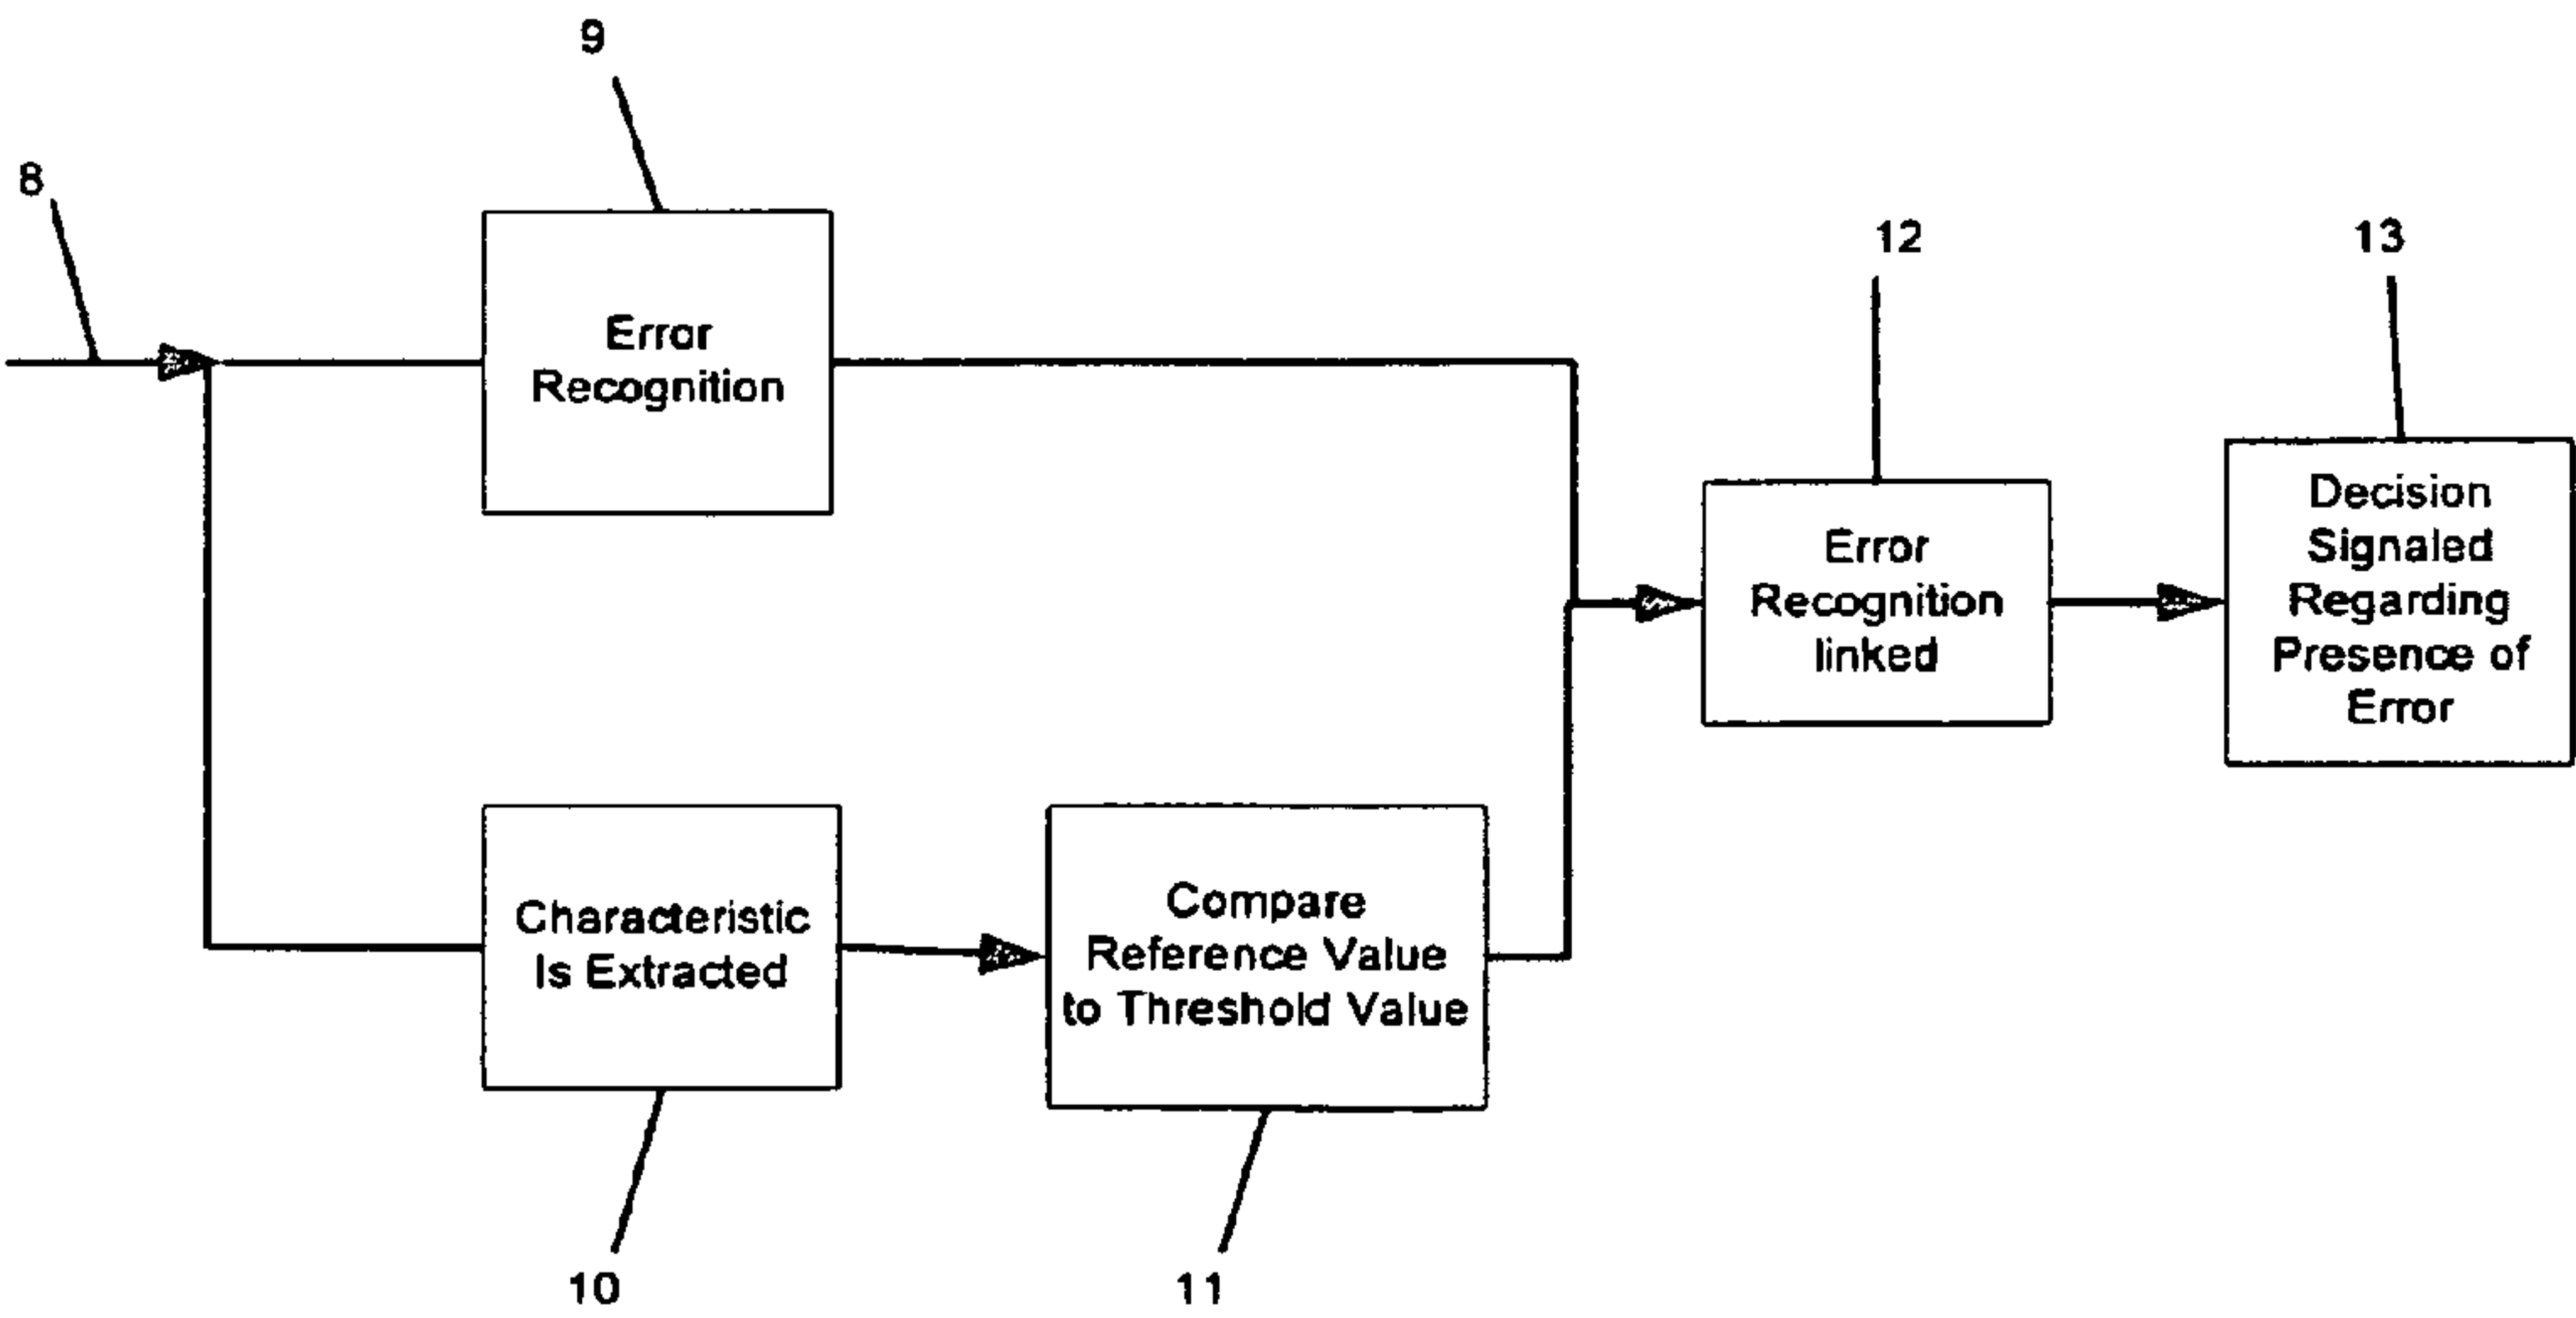 9
8
Error
Recognition
12
13
Error
Recognition
linked
Decision
Signaled
Regarding
Presence of
Error
Characteristic
Is Extracted
Compare
Reference Value
to Threshold Value
10
11